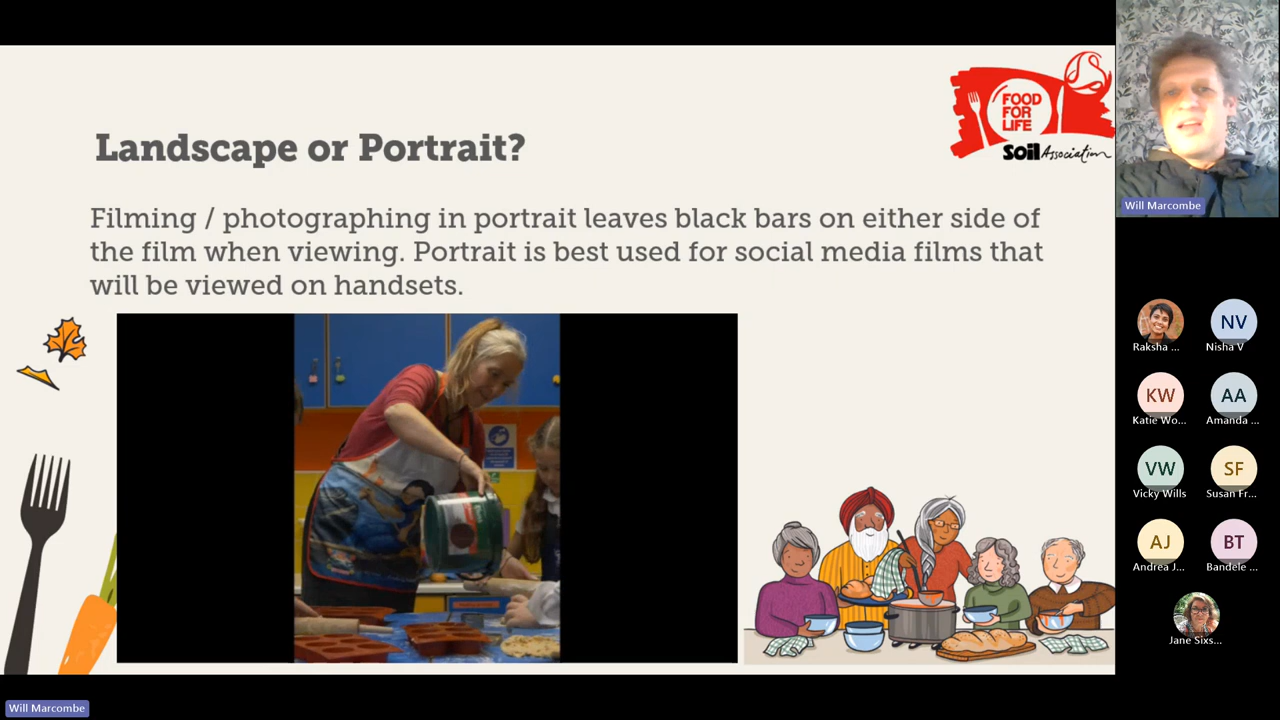 FOOD
FOR
LIFE
Soil Association
Landscape or Portrait?
Filming / photographing in portrait leaves black bars on either side of
the film when viewing. Portrait is best used for social media films that
will be viewed on handsets.
Will Marcombe
Raksha ...
NV
Nisha V
KW
Katie Wo...
AA
Amanda ...
VW
Vicky Wills
SF
Susan Fr...
AJ
Andrea J...
BT
Bandele ...
Jane Sixs...
Will Marcombe